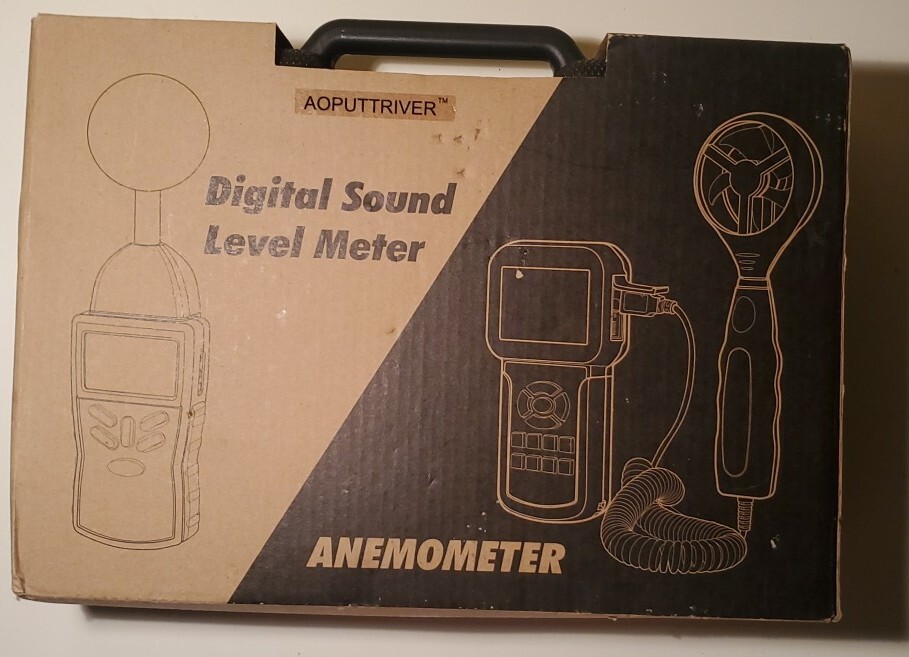 AOPUTTRIVER™
Digital Sound
Level Meter
ANEMOMETER